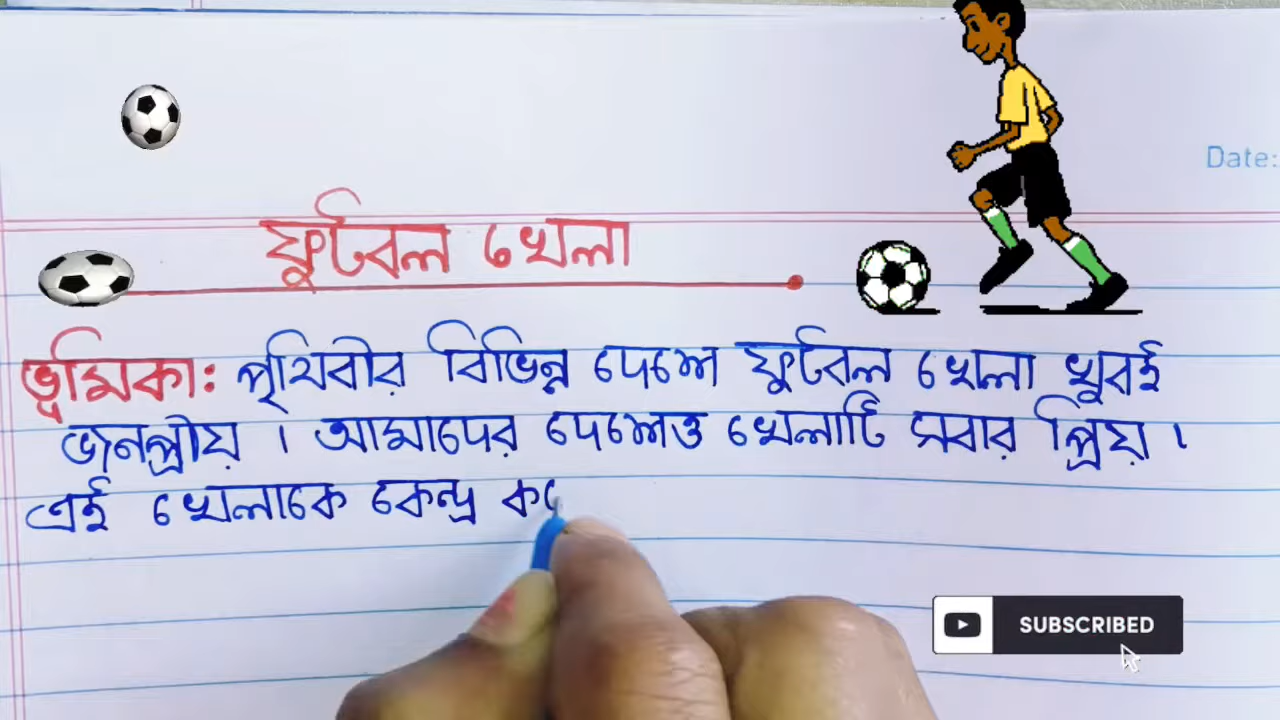 Date:
ফুটবল খেলা
ভূমিকা: পৃথিবীর বিভিন্ন দেশে ফুটবল খেলা খুবই
জনপ্রীয় । আমাদের দেশেও খেলাটি সবার প্রিয় ।
এই খেলাকে কেন্দ্র
SUBSCRIBED